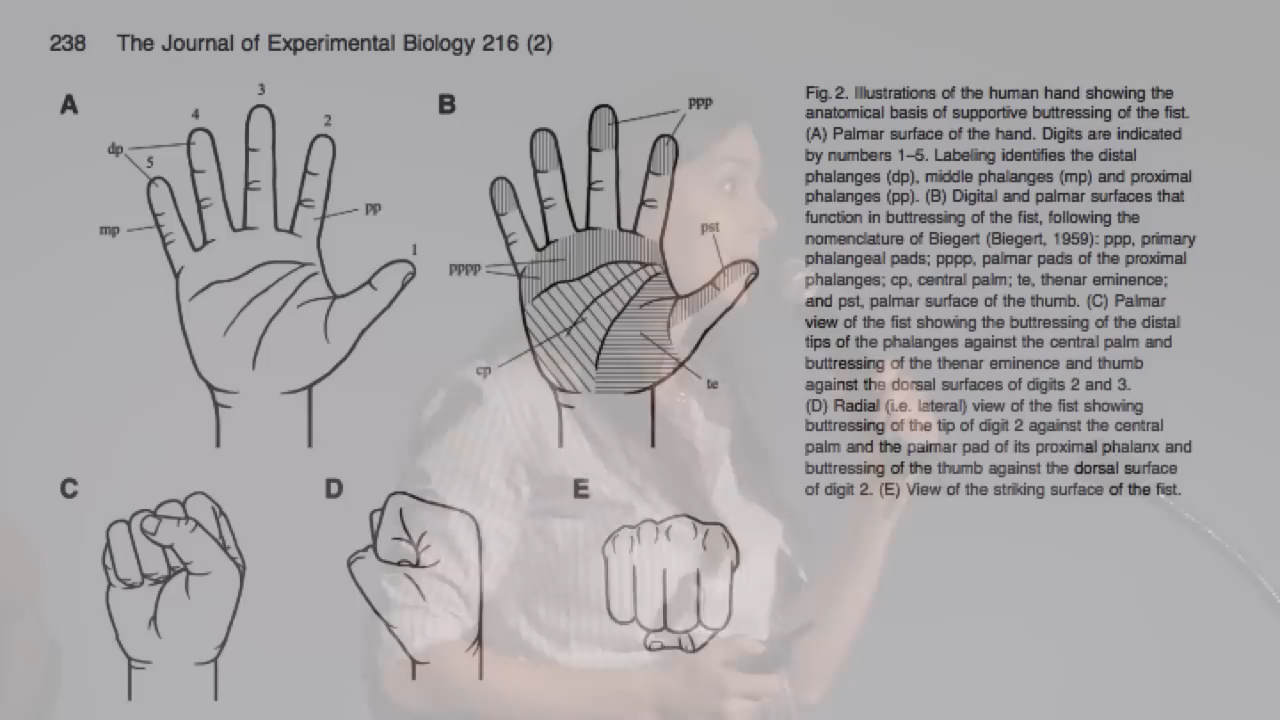 238 The Journal of Experimental Biology 216 (2)
A
3
4
2
dp
5
mp
pp
1
B
ppp
pst
pppp
cp
te
C
D
E
Fig. 2. Illustrations of the human hand showing the
anatomical basis of supportive buttressing of the fist.
(A) Palmar surface of the hand. Digits are indicated
by numbers 1–5. Labeling identifies the distal
phalanges (dp), middle phalanges (mp) and proximal
phalanges (pp). (B) Digital and palmar surfaces that
function in buttressing of the fist, following the
nomenclature of Biegert (Biegert, 1959): ppp, primary
phalangeal pads; pppp, palmar pads of the proximal
phalanges; cp, central palm; te, thenar eminence;
and pst, palmar surface of the thumb. (C) Palmar
view of the fist showing the buttressing of the distal
tips of the phalanges against the central palm and
buttressing of the thenar eminence and thumb
against the dorsal surfaces of digits 2 and 3.
(D) Radial (i.e. lateral) view of the fist showing
buttressing of the tip of digit 2 against the central
palm and the palmar pad of its proximal phalanx and
buttressing of the thumb against the dorsal surface
of digit 2. (E) View of the striking surface of the fist.